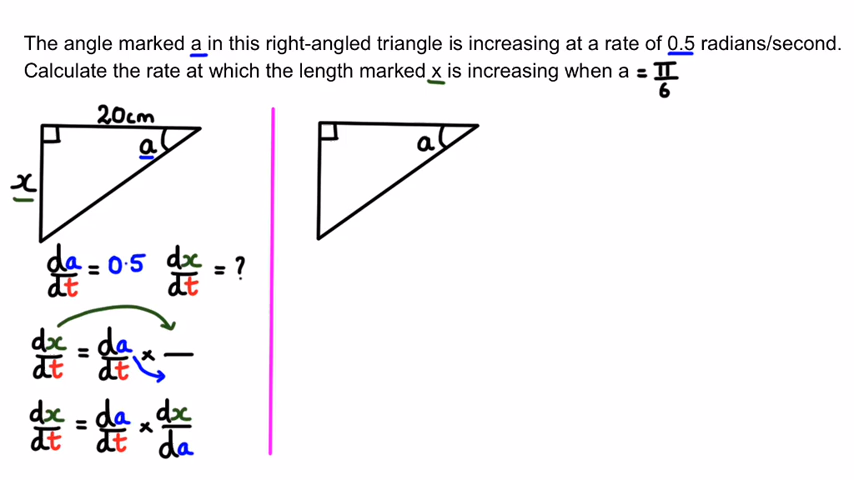 The angle marked a in this right-angled triangle is increasing at a rate of 0.5 radians/second.
Calculate the rate at which the length marked x is increasing when a = π/6
20cm
a
x
da/dt = 0.5 dx/dt = ?
dx/dt = da/dt × —
dx/dt = da/dt × dx/da
a